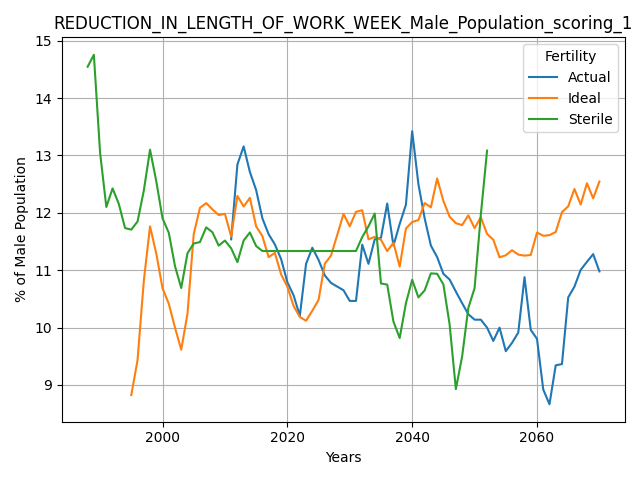 REDUCTION_IN_LENGTH_OF_WORK_WEEK_Male_Population_scoring_1
15
14
13
12
11
10
9
% of Male Population
Fertility
Actual
Ideal
Sterile
2000 2020 2040 2060
Years